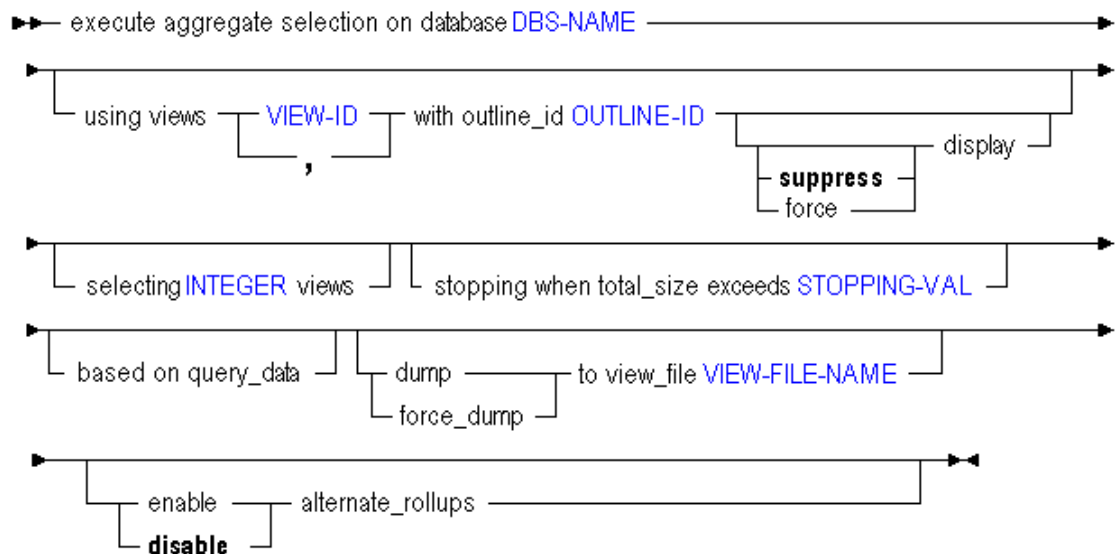 execute aggregate selection on database DBS-NAME
using views VIEW-ID with outline_id OUTLINE-ID display
,
suppress
force
selecting INTEGER views stopping when total_size exceeds STOPPING-VAL
based on query_data dump to view_file VIEW-FILE-NAME
force_dump
enable alternate_rollups
disable